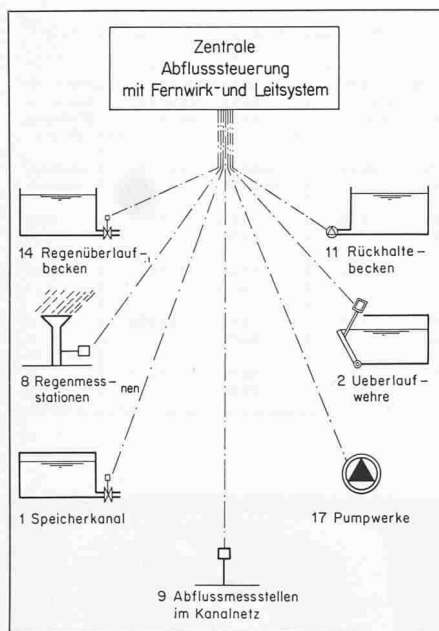 Zentrale
Abflusssteuerung
mit Fernwirk-und Leitsystem
14 Regenüberlauf-
becken
11 Rückhalte-
becken
8 Regenmess-
stationen
nen
2 Ueberlauf-
wehre
1 Speicherkanal
17 Pumpwerke
9 Abflussmessstellen
im Kanalnetz